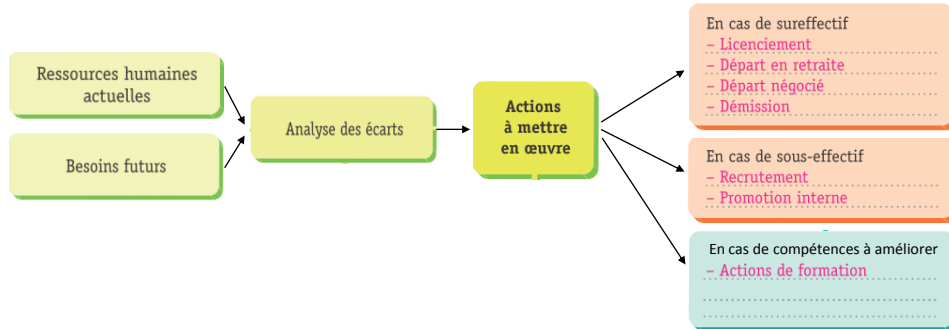 Ressources humaines
actuelles
Besoins futurs
Analyse des écarts
Actions
à mettre
en œuvre
En cas de sureffectif
– Licenciement
– Départ en retraite
– Départ négocié
– Démission
En cas de sous-effectif
– Recrutement
– Promotion interne
En cas de compétences à améliorer
– Actions de formation